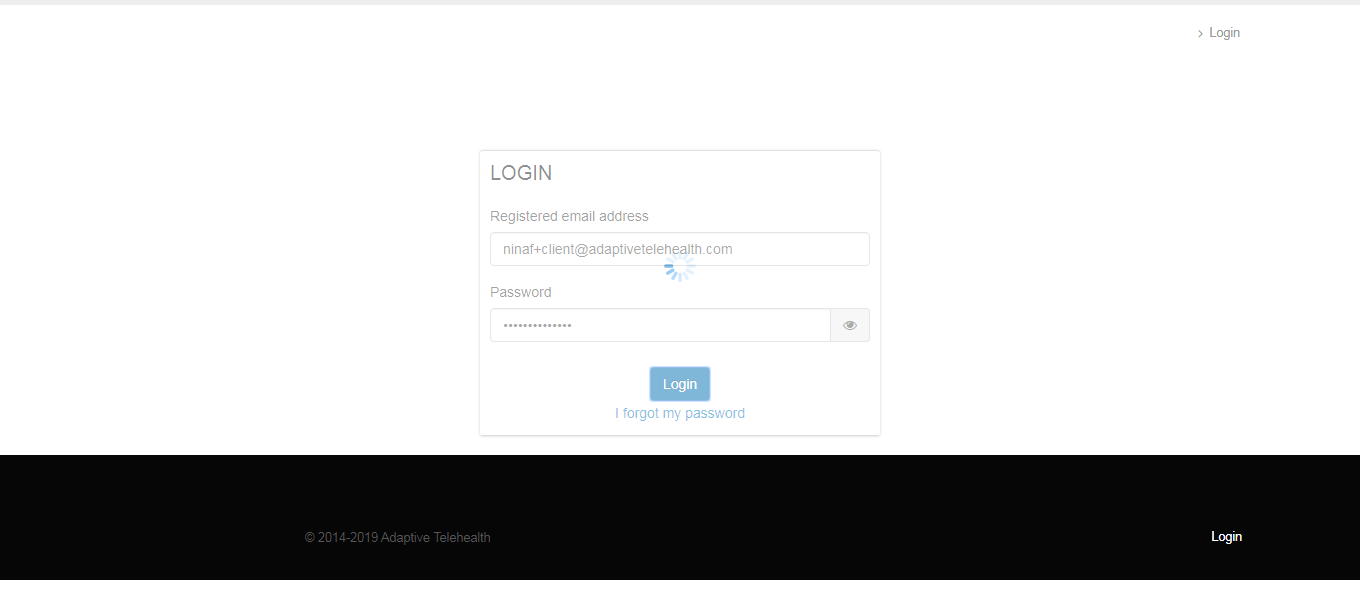 Login
LOGIN
Registered email address
ninaf+client@adaptivetelehealth.com
Password
••••••••••••••
Login
I forgot my password
© 2014-2019 Adaptive Telehealth
Login